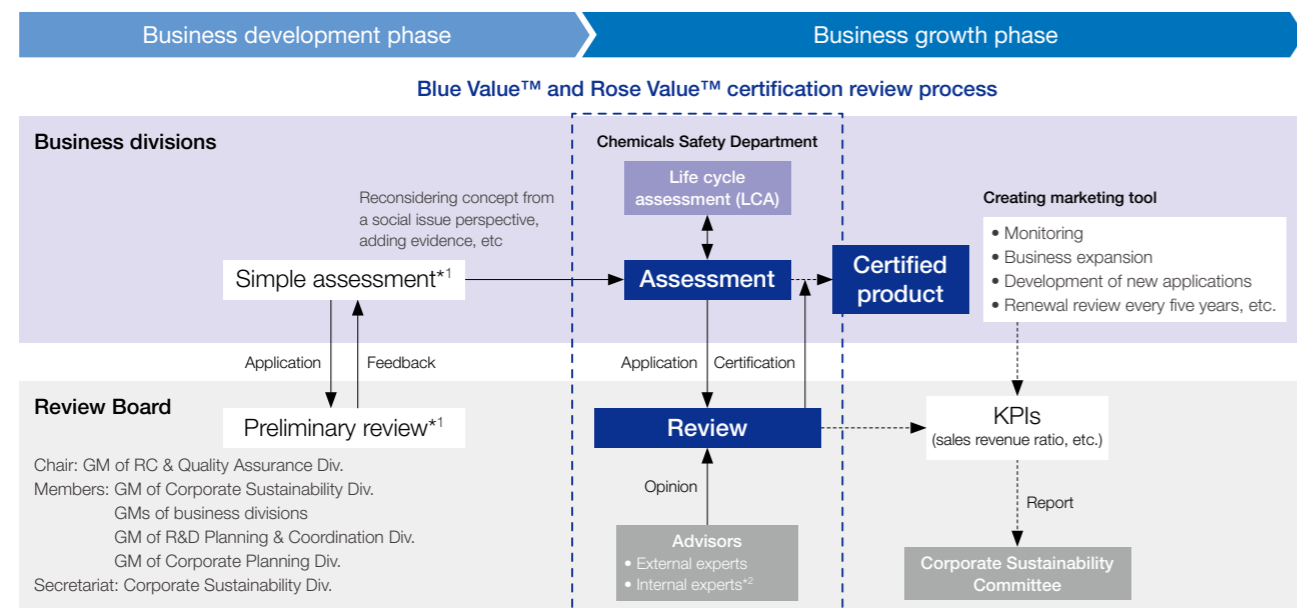 Business development phase
Business growth phase
Blue Value™ and Rose Value™ certification review process
Business divisions
Chemicals Safety Department
Life cycle
assessment (LCA)
Reconsidering concept from
a social issue perspective,
adding evidence, etc
Creating marketing tool
• Monitoring
• Business expansion
• Development of new applications
• Renewal review every five years, etc.
Simple assessment*1
Assessment
Certified
product
Application
Feedback
Application
Certification
Review Board
Preliminary review*1
Review
KPIs
(sales revenue ratio, etc.)
Chair: GM of RC & Quality Assurance Div.
Members: GM of Corporate Sustainability Div.
GMs of business divisions
GM of R&D Planning & Coordination Div.
GM of Corporate Planning Div.
Secretariat: Corporate Sustainability Div.
Opinion
Report
Advisors
• External experts
• Internal experts*2
Corporate Sustainability
Committee